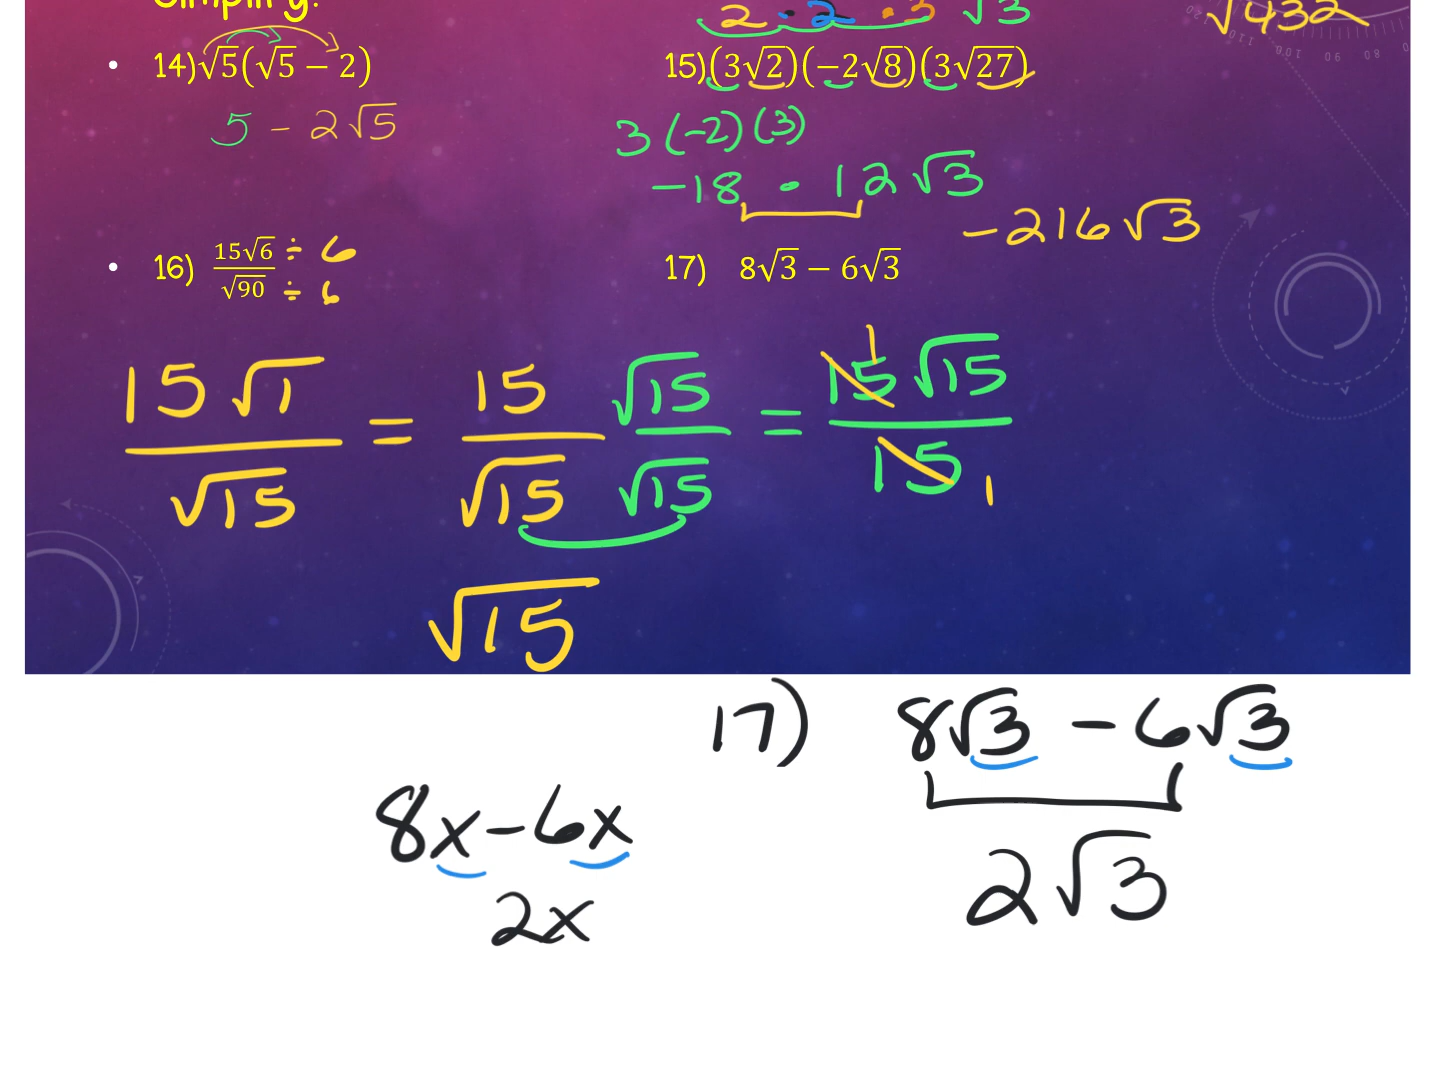 Simplify:
2 · 2 · 3 √3
√432
• 14) √5(√5 − 2)
5 − 2√5
15) (3√2)(−2√8)(3√27)
3(-2)(3)
-18 · 12√3
-216√3
• 16) 15√6/√90 ÷ 6 ÷ 6
17) 8√3 − 6√3
15√1/√15 = 15/√15 √15/√15 = 15√15/15 1 1
√15
17) 8√3 - 6√3
8x - 6x
2√3
2x